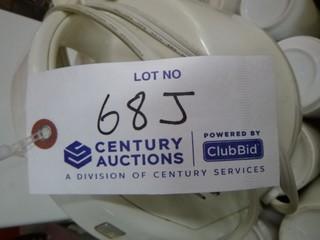 LOT NO
68J
CENTURY AUCTIONS
POWERED BY
ClubBid
A DIVISION OF CENTURY SERVICES